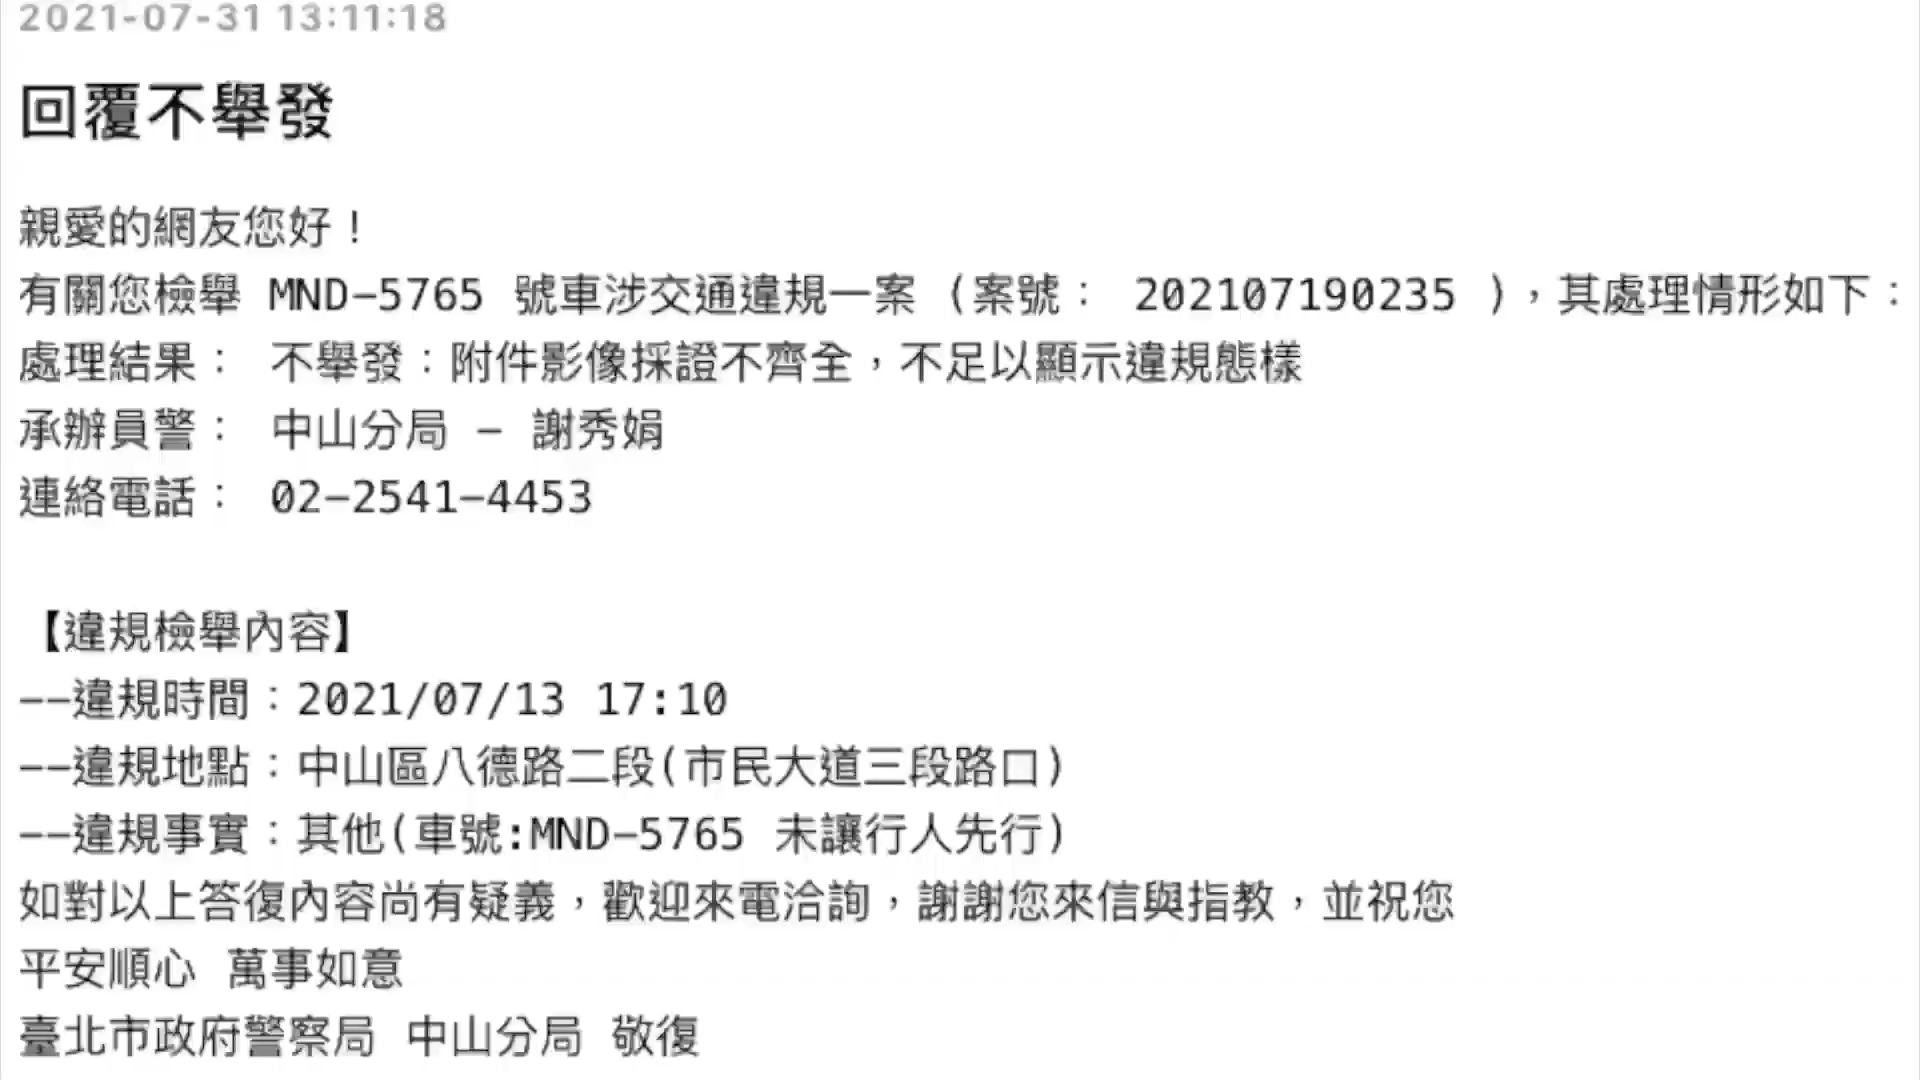 2021-07-31 13:11:18
回覆不舉發
親愛的網友您好！
有關您檢舉 MND-5765 號車涉交通違規一案 (案號： 202107190235 )，其處理情形如下：
處理結果： 不舉發：附件影像採證不齊全，不足以顯示違規態樣
承辦員警： 中山分局 - 謝秀娟
連絡電話： 02-2541-4453
【違規檢舉內容】
--違規時間：2021/07/13 17:10
--違規地點：中山區八德路二段(市民大道三段路口)
--違規事實：其他(車號:MND-5765 未讓行人先行)
如對以上答復內容尚有疑義，歡迎來電洽詢，謝謝您來信與指教，並祝您
平安順心 萬事如意
臺北市政府警察局 中山分局 敬復